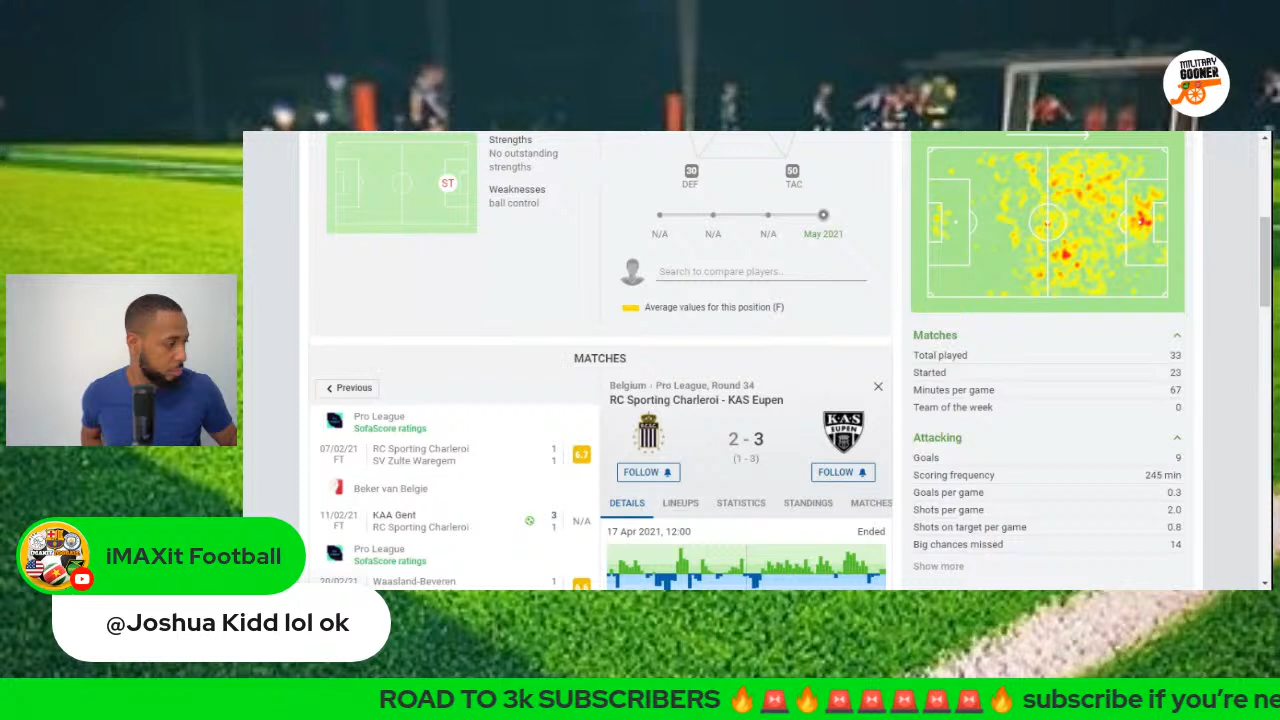 MILITARY
GOONER
Strengths
No outstanding
strengths
Weaknesses
ball control
ST
30
DEF
50
TAC
N/A
N/A
N/A
May 2021
Search to compare players...
Average values for this position (F)
MATCHES
Previous
Pro League
SofaScore ratings
07/02/21
FT
RC Sporting Charleroi
SV Zulte Waregem
1
1
6.7
Beker van Belgie
11/02/21
FT
KAA Gent
RC Sporting Charleroi
3
1
N/A
Pro League
SofaScore ratings
Waasland-Beveren
1
Belgium - Pro League, Round 34
RC Sporting Charleroi - KAS Eupen
2 - 3
(1 - 3)
K.A.S
EUPEN
FOLLOW
FOLLOW
DETAILS
LINEUPS
STATISTICS
STANDINGS
MATCHES
17 Apr 2021, 12:00
Ended
Matches
Total played 33
Started 23
Minutes per game 67
Team of the week 0
Attacking
Goals 9
Scoring frequency 245 min
Goals per game 0.3
Shots per game 2.0
Shots on target per game 0.8
Big chances missed 14
Show more
iMAXit Football
@Joshua Kidd lol ok
ROAD TO 3k SUBSCRIBERS 🔥🚨🔥🚨🚨🚨🚨🚨🔥 subscribe if you're ne